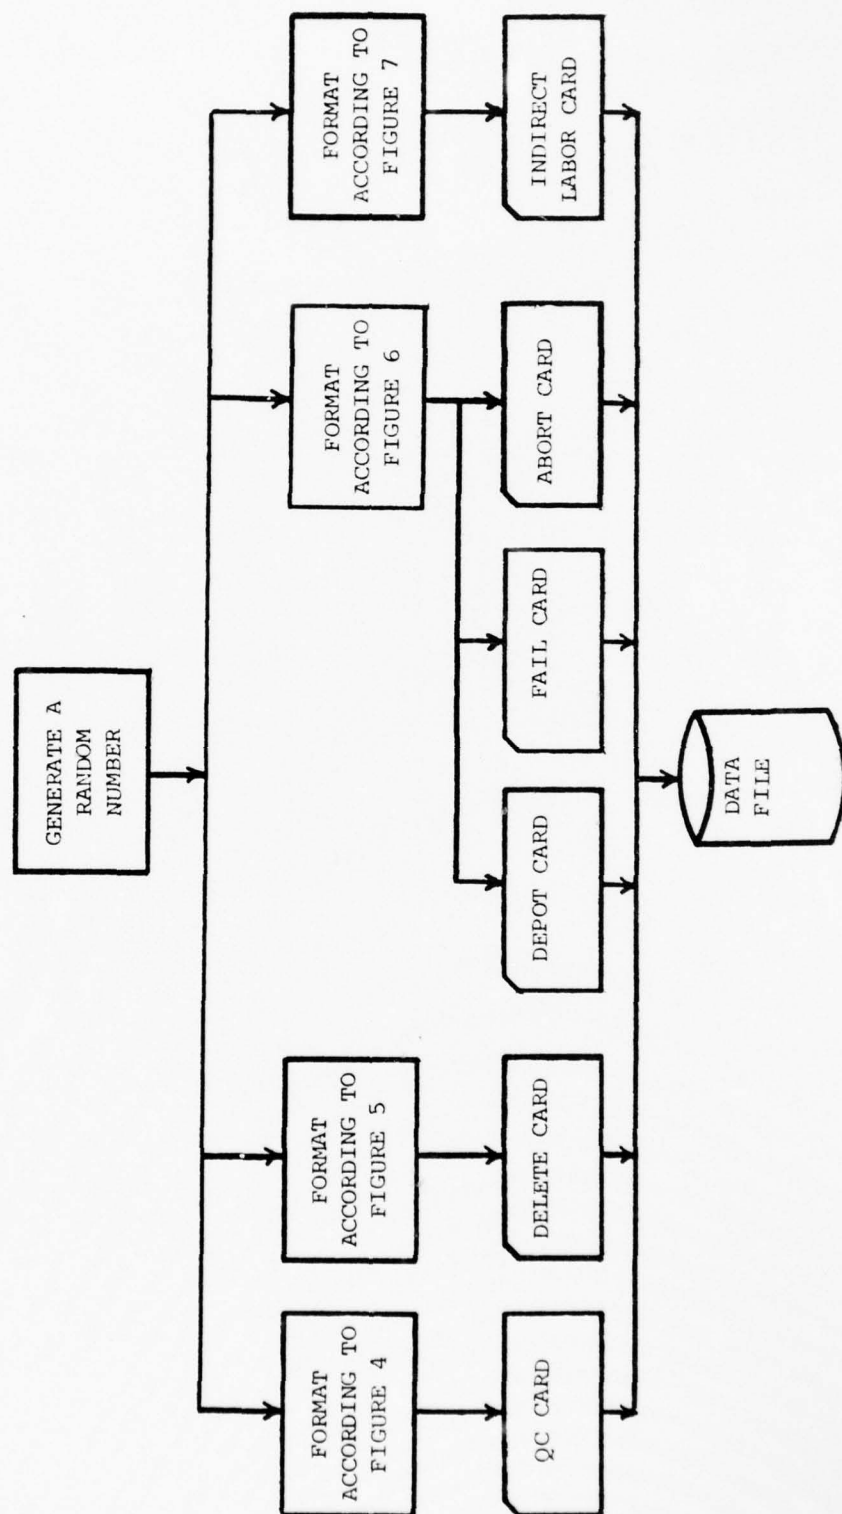 GENERATE A
RANDOM
NUMBER
FORMAT
ACCORDING TO
FIGURE 4
FORMAT
ACCORDING TO
FIGURE 5
FORMAT
ACCORDING TO
FIGURE 6
FORMAT
ACCORDING TO
FIGURE 7
QC CARD
DELETE CARD
DEPOT CARD
FAIL CARD
ABORT CARD
INDIRECT
LABOR CARD
DATA
FILE